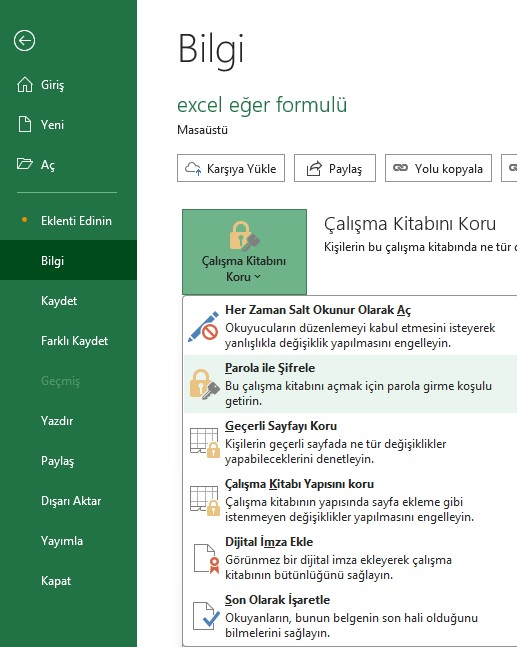 Bilgi
Giriş
Yeni
Aç
Eklenti Edinin
Bilgi
Kaydet
Farklı Kaydet
Geçmiş
Yazdır
Paylaş
Dışarı Aktar
Yayımla
Kapat
excel eğer formulü
Masaüstü
Karşıya Yükle
Paylaş
Yolu kopyala
Çalışma Kitabını
Koru
Çalışma Kitabını Koru
Kişilerin bu çalışma kitabında ne tür
Her Zaman Salt Okunur Olarak Aç
Okuyucuların düzenlemeyi kabul etmesini isteyerek
yanlışlıkla değişiklik yapılmasını engelleyin.
Parola ile Şifrele
Bu çalışma kitabını açmak için parola girme koşulu
getirin.
Geçerli Sayfayı Koru
Kişilerin geçerli sayfada ne tür değişiklikler
yapabileceklerini denetleyin.
Çalışma Kitabı Yapısını koru
Çalışma kitabının yapısında sayfa ekleme gibi
istenmeyen değişiklikler yapılmasını engelleyin.
Dijital İmza Ekle
Görünmez bir dijital imza ekleyerek çalışma
kitabının bütünlüğünü sağlayın.
Son Olarak İşaretle
Okuyanların, bunun belgenin son hali olduğunu
bilmelerini sağlayın.